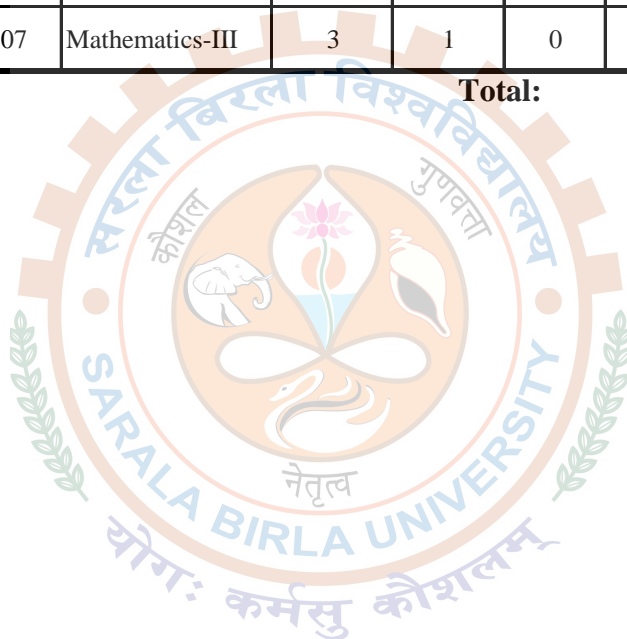 07 Mathematics-III 3 1 0
Total:
सरला बिरला विश्वविद्यालय
कौशल
गुणवत्ता
नेतृत्व
SARALA BIRLA UNIVERSITY
योगः कर्मसु कौशलम्